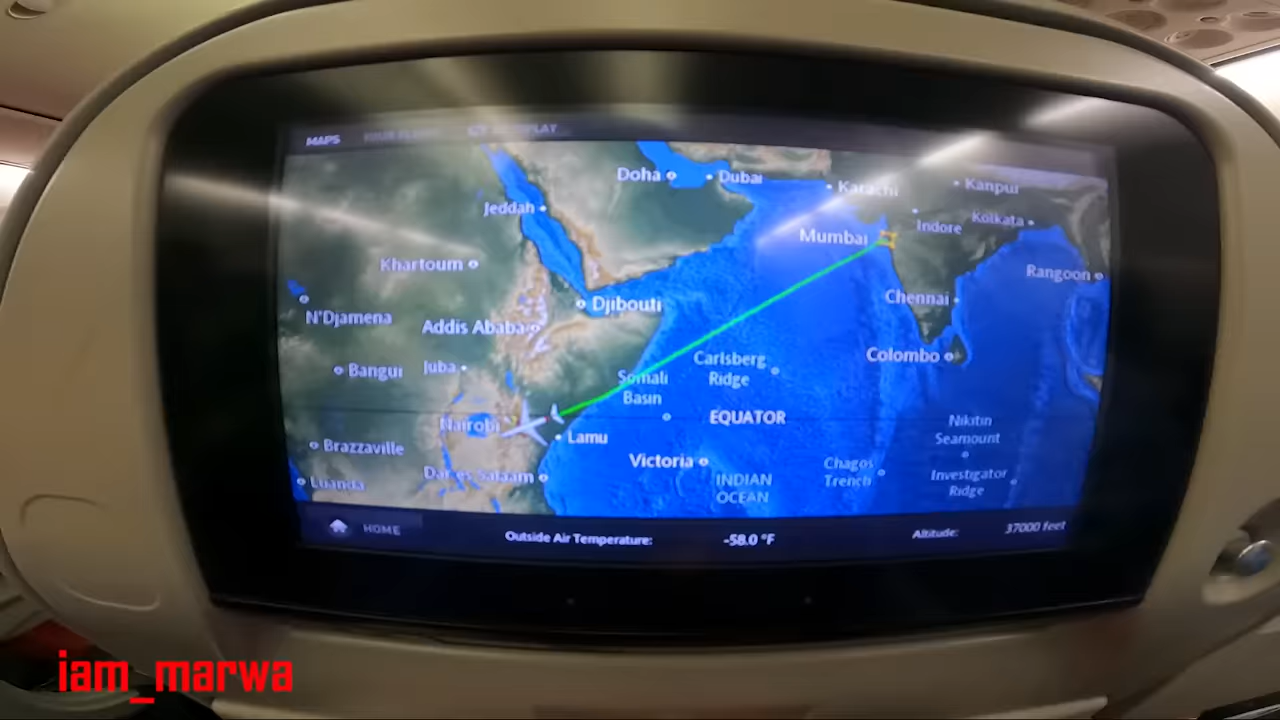 MAPS
Doha
Dubai
Karachi
Kanpur
Jeddah
Mumbai
Indore
Kolkata
Khartoum
Rangoon
N'Djamena
Djibouti
Chennai
Addis Ababa
Bangui
Juba
Carlsberg
Ridge
Colombo
Somali
Basin
Nairobi
Lamu
EQUATOR
Nikitin
Seamount
Brazzaville
Victoria
Chagos
Trench
Luanda
Dar es Salaam
INDIAN
OCEAN
Investigator
Ridge
HOME
Outside Air Temperature: -58.0 °F
Altitude: 37000 feet
iam_marwa